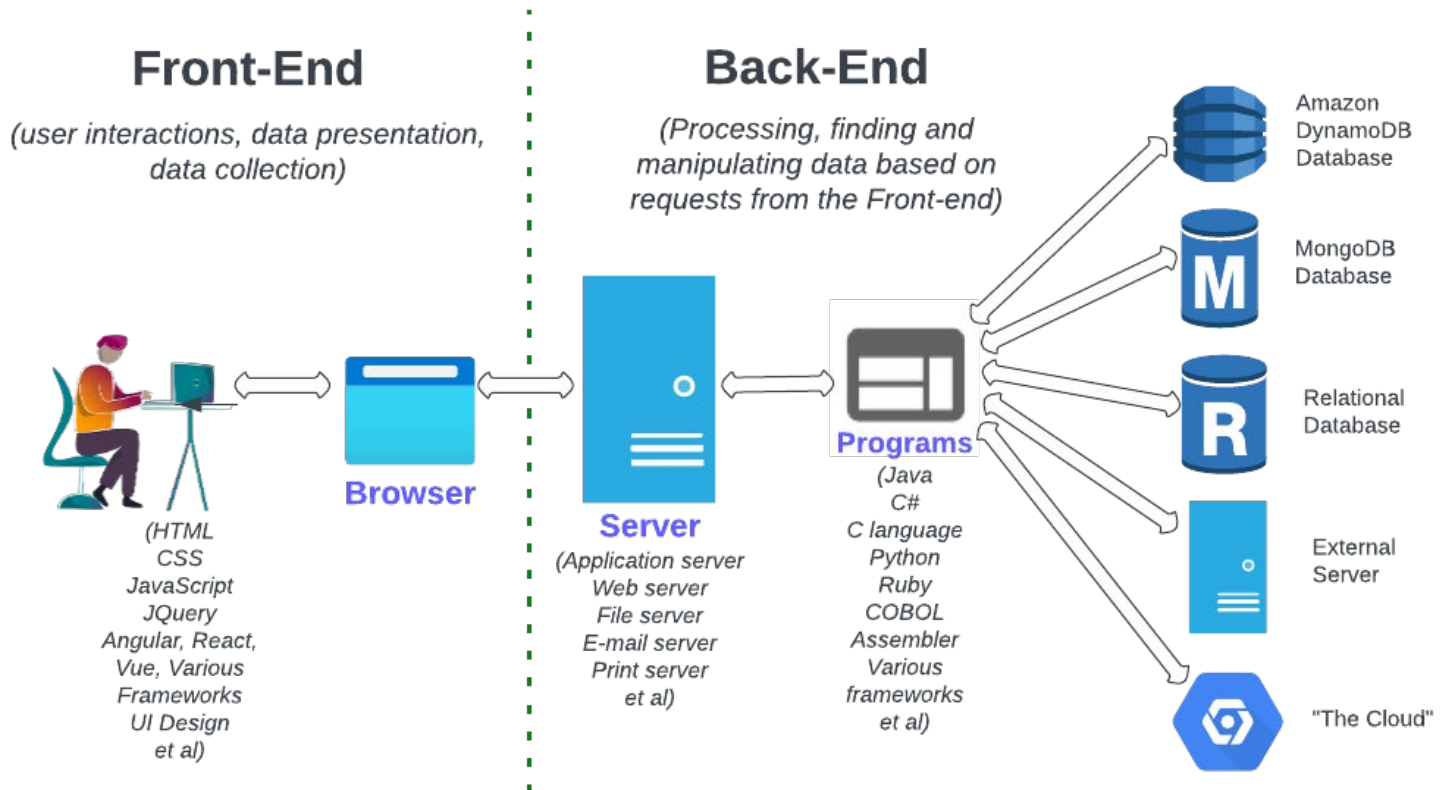 Front-End
(user interactions, data presentation,
data collection)
Browser
(HTML
CSS
JavaScript
JQuery
Angular, React,
Vue, Various
Frameworks
UI Design
et al)
Back-End
(Processing, finding and
manipulating data based on
requests from the Front-end)
Server
(Application server
Web server
File server
E-mail server
Print server
et al)
Programs
(Java
C#
C language
Python
Ruby
COBOL
Assembler
Various
frameworks
et al)
Amazon
DynamoDB
Database
M
MongoDB
Database
R
Relational
Database
External
Server
"The Cloud"